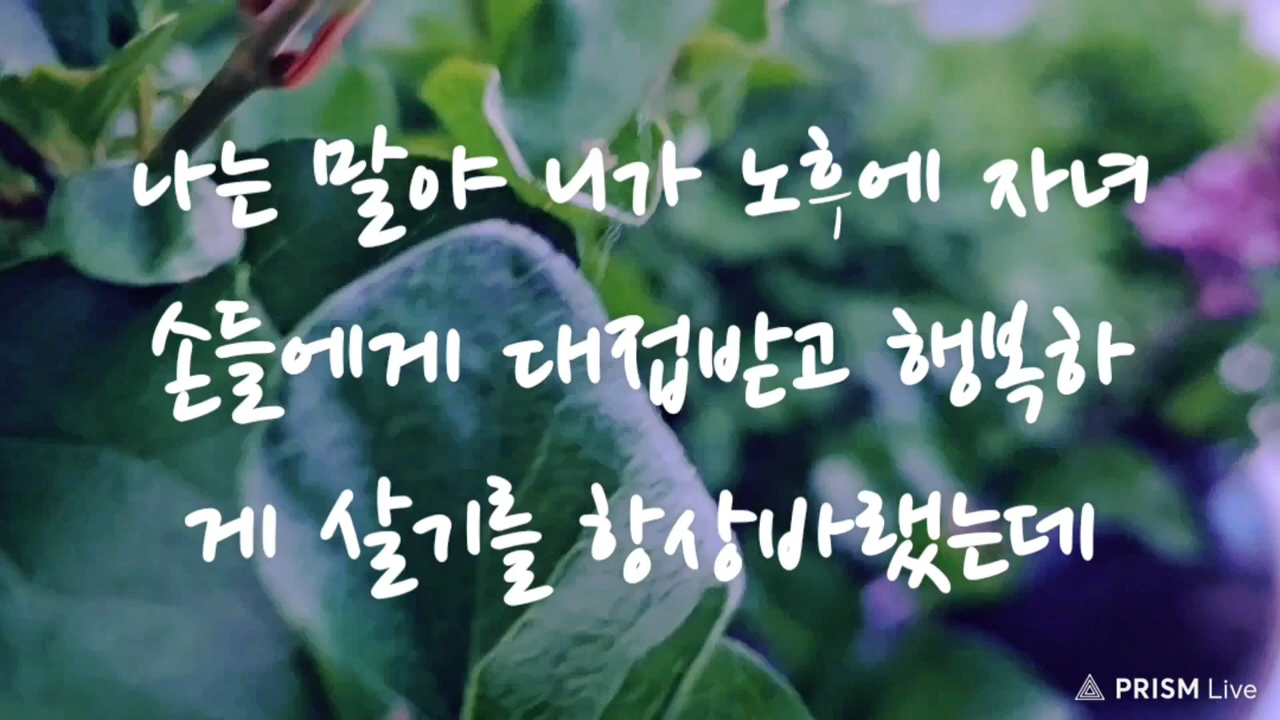 나는 말야 니가 노후에 자녀
손들에게 대접받고 행복하
게 살기를 항상바랬는데
PRISM Live